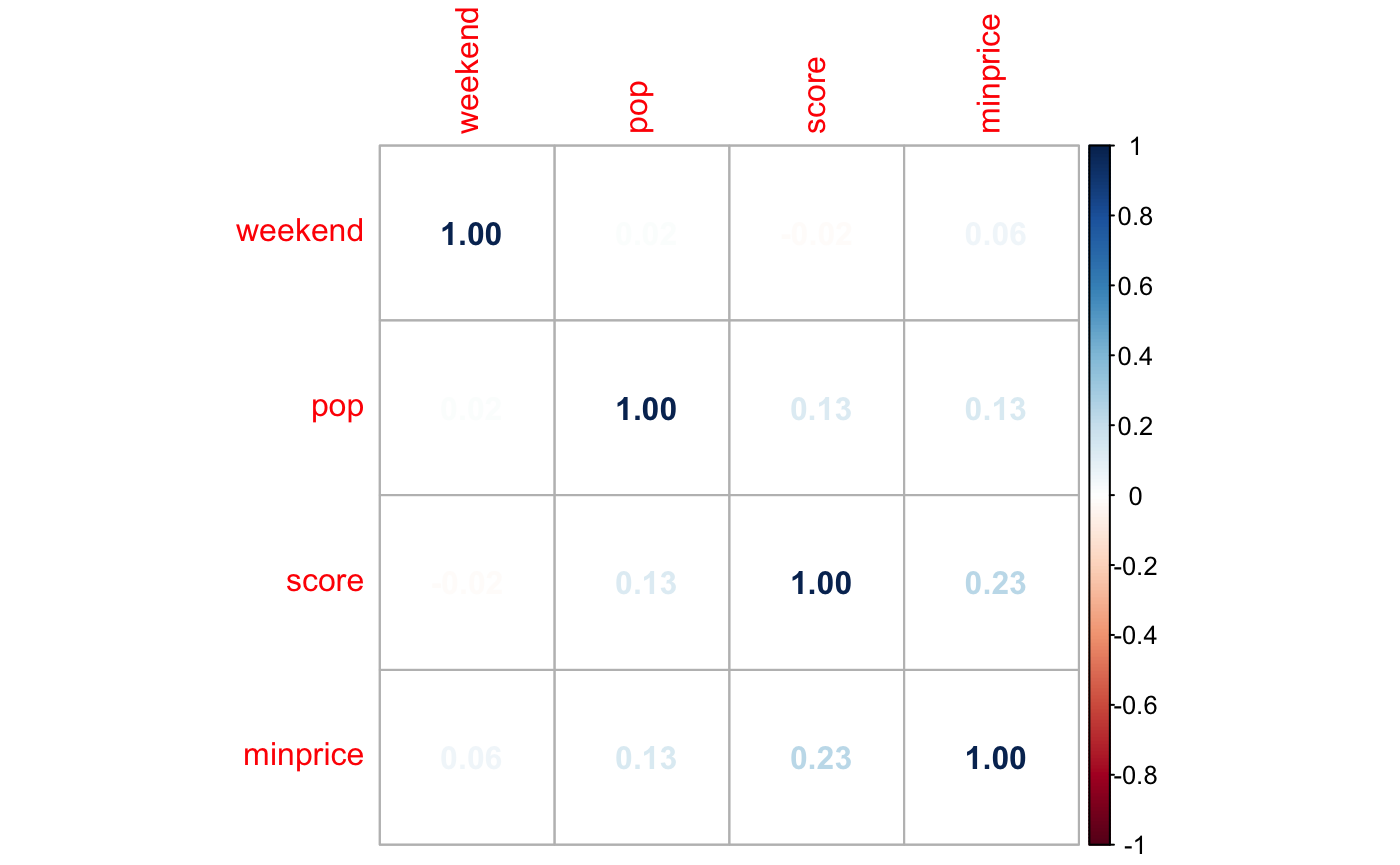 weekend pop score minprice
weekend 1.00 0.02 -0.02 0.06
pop 0.02 1.00 0.13 0.13
score -0.02 0.13 1.00 0.23
minprice 0.06 0.13 0.23 1.00
1
0.8
0.6
0.4
0.2
0
-0.2
-0.4
-0.6
-0.8
-1